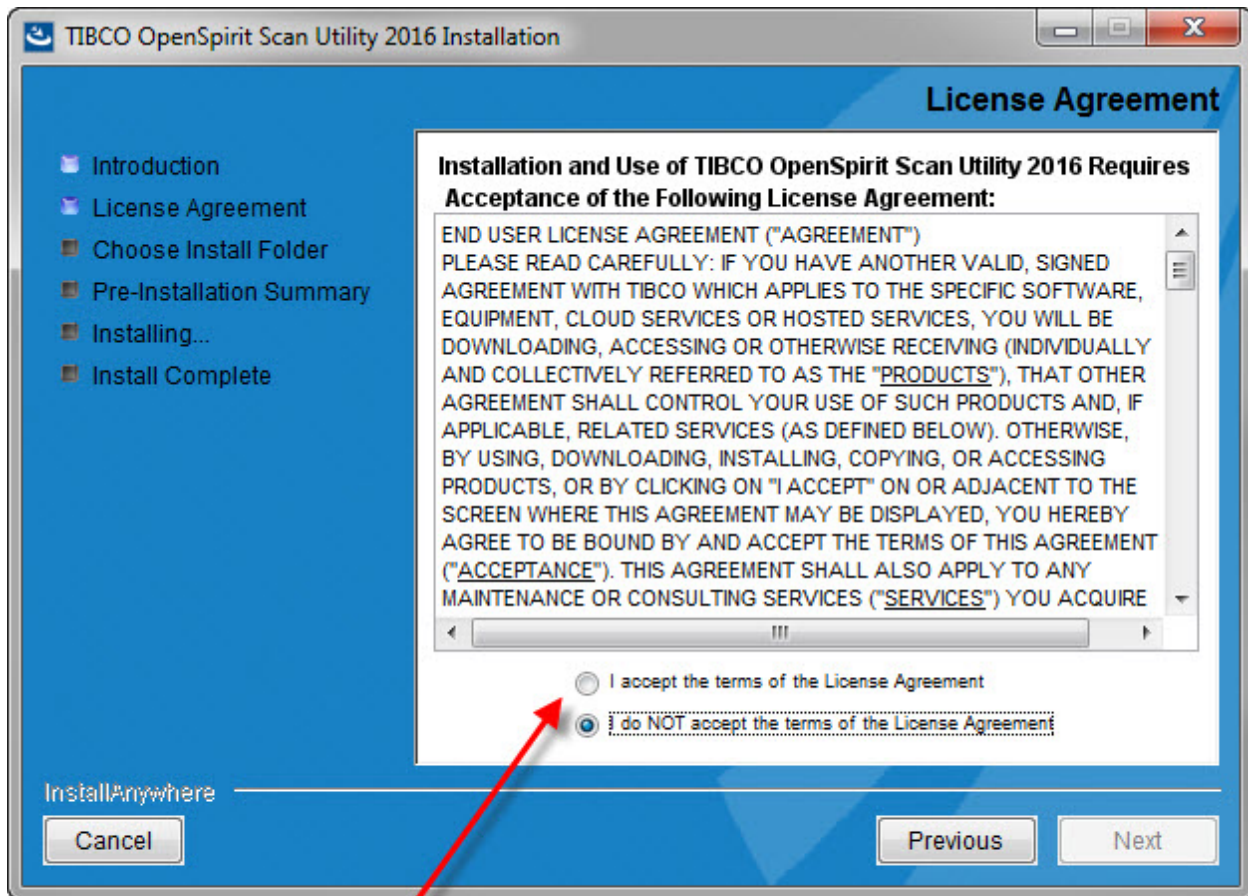 TIBCO OpenSpirit Scan Utility 2016 Installation
License Agreement
Introduction
License Agreement
Choose Install Folder
Pre-Installation Summary
Installing...
Install Complete
Installation and Use of TIBCO OpenSpirit Scan Utility 2016 Requires
Acceptance of the Following License Agreement:
END USER LICENSE AGREEMENT ("AGREEMENT")
PLEASE READ CAREFULLY: IF YOU HAVE ANOTHER VALID, SIGNED
AGREEMENT WITH TIBCO WHICH APPLIES TO THE SPECIFIC SOFTWARE,
EQUIPMENT, CLOUD SERVICES OR HOSTED SERVICES, YOU WILL BE
DOWNLOADING, ACCESSING OR OTHERWISE RECEIVING (INDIVIDUALLY
AND COLLECTIVELY REFERRED TO AS THE "PRODUCTS"), THAT OTHER
AGREEMENT SHALL CONTROL YOUR USE OF SUCH PRODUCTS AND, IF
APPLICABLE, RELATED SERVICES (AS DEFINED BELOW). OTHERWISE,
BY USING, DOWNLOADING, INSTALLING, COPYING, OR ACCESSING
PRODUCTS, OR BY CLICKING ON "I ACCEPT" ON OR ADJACENT TO THE
SCREEN WHERE THIS AGREEMENT MAY BE DISPLAYED, YOU HEREBY
AGREE TO BE BOUND BY AND ACCEPT THE TERMS OF THIS AGREEMENT
("ACCEPTANCE"). THIS AGREEMENT SHALL ALSO APPLY TO ANY
MAINTENANCE OR CONSULTING SERVICES ("SERVICES") YOU ACQUIRE
I accept the terms of the License Agreement
I do NOT accept the terms of the License Agreement
InstallAnywhere
Cancel
Previous
Next